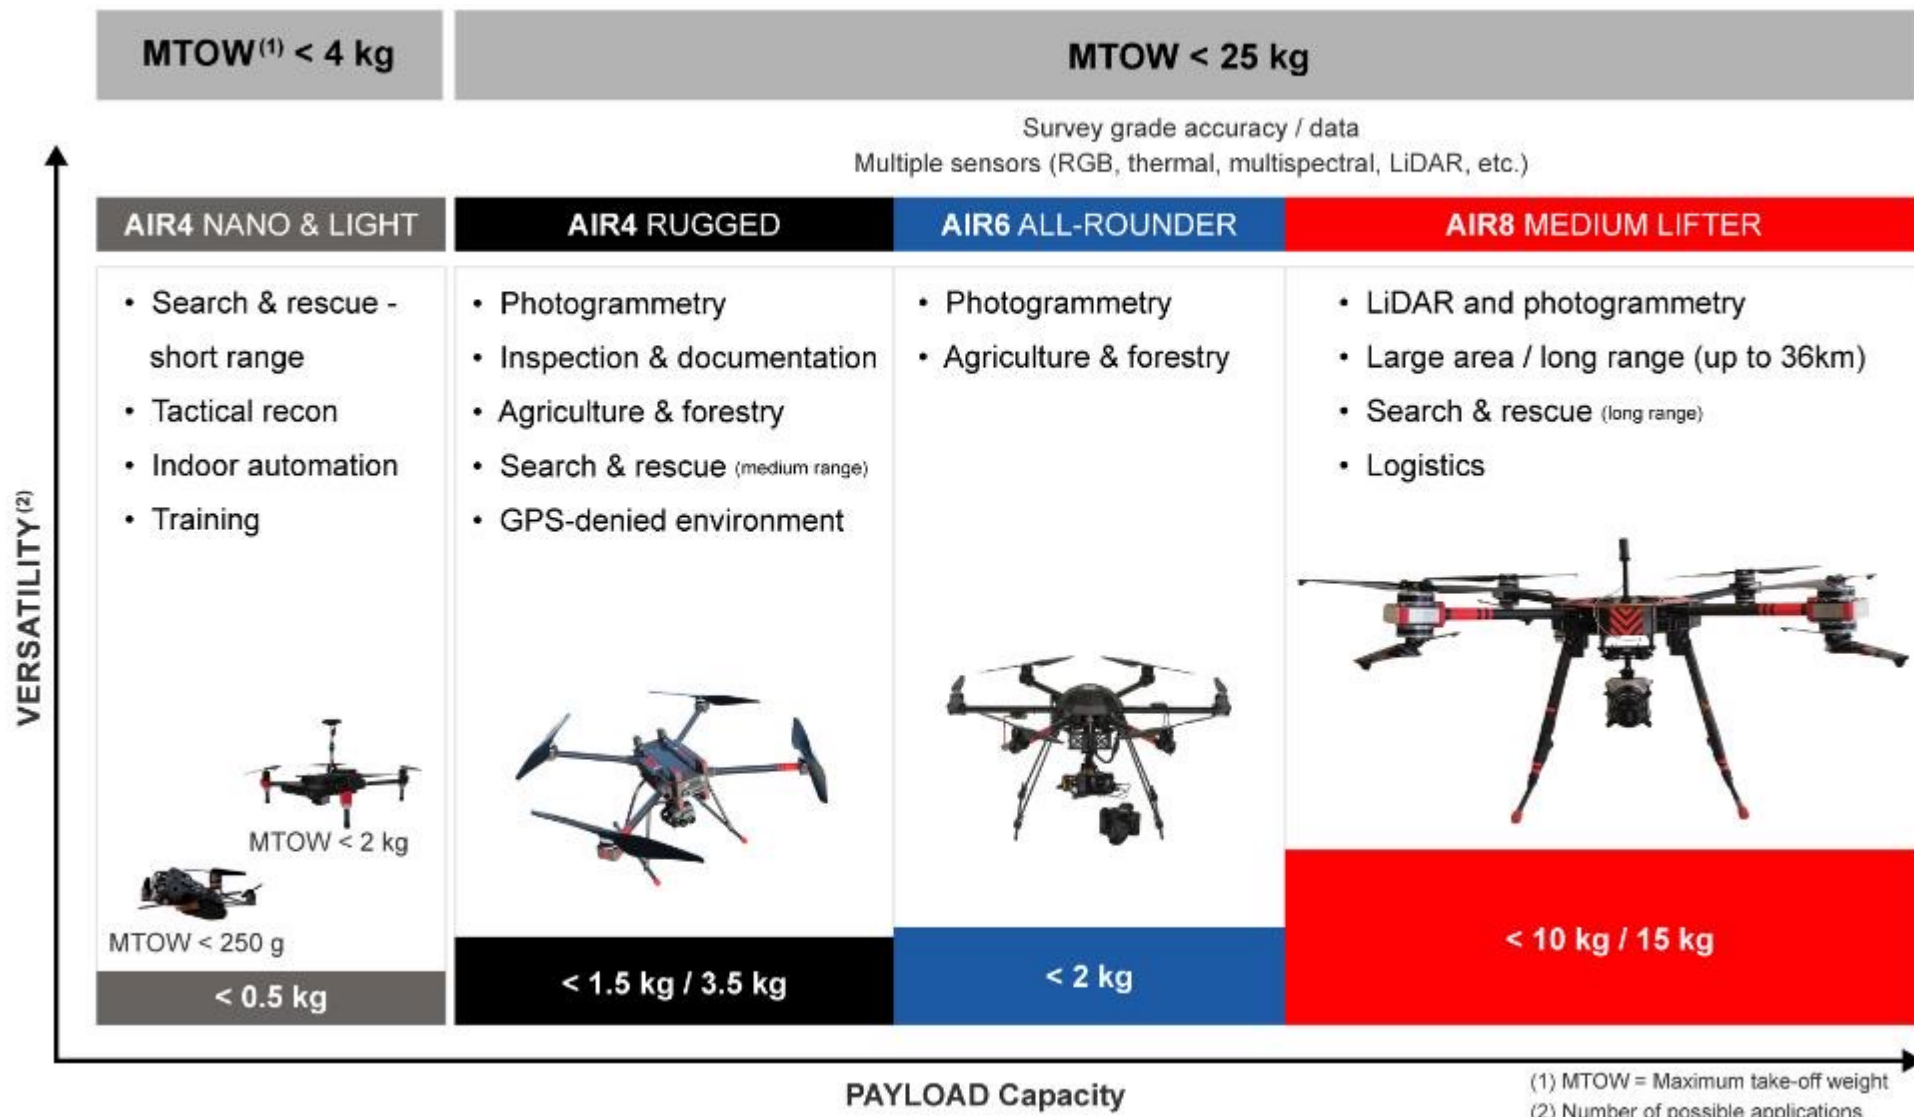 MTOW(1) < 4 kg
MTOW < 25 kg
Survey grade accuracy / data
Multiple sensors (RGB, thermal, multispectral, LiDAR, etc.)
AIR4 NANO & LIGHT
AIR4 RUGGED
AIR6 ALL-ROUNDER
AIR8 MEDIUM LIFTER
• Search & rescue -
short range
• Tactical recon
• Indoor automation
• Training
MTOW < 2 kg
MTOW < 250 g
< 0.5 kg
• Photogrammetry
• Inspection & documentation
• Agriculture & forestry
• Search & rescue (medium range)
• GPS-denied environment
< 1.5 kg / 3.5 kg
• Photogrammetry
• Agriculture & forestry
< 2 kg
• LiDAR and photogrammetry
• Large area / long range (up to 36km)
• Search & rescue (long range)
• Logistics
< 10 kg / 15 kg
VERSATILITY(2)
PAYLOAD Capacity
(1) MTOW = Maximum take-off weight
(2) Number of possible applications